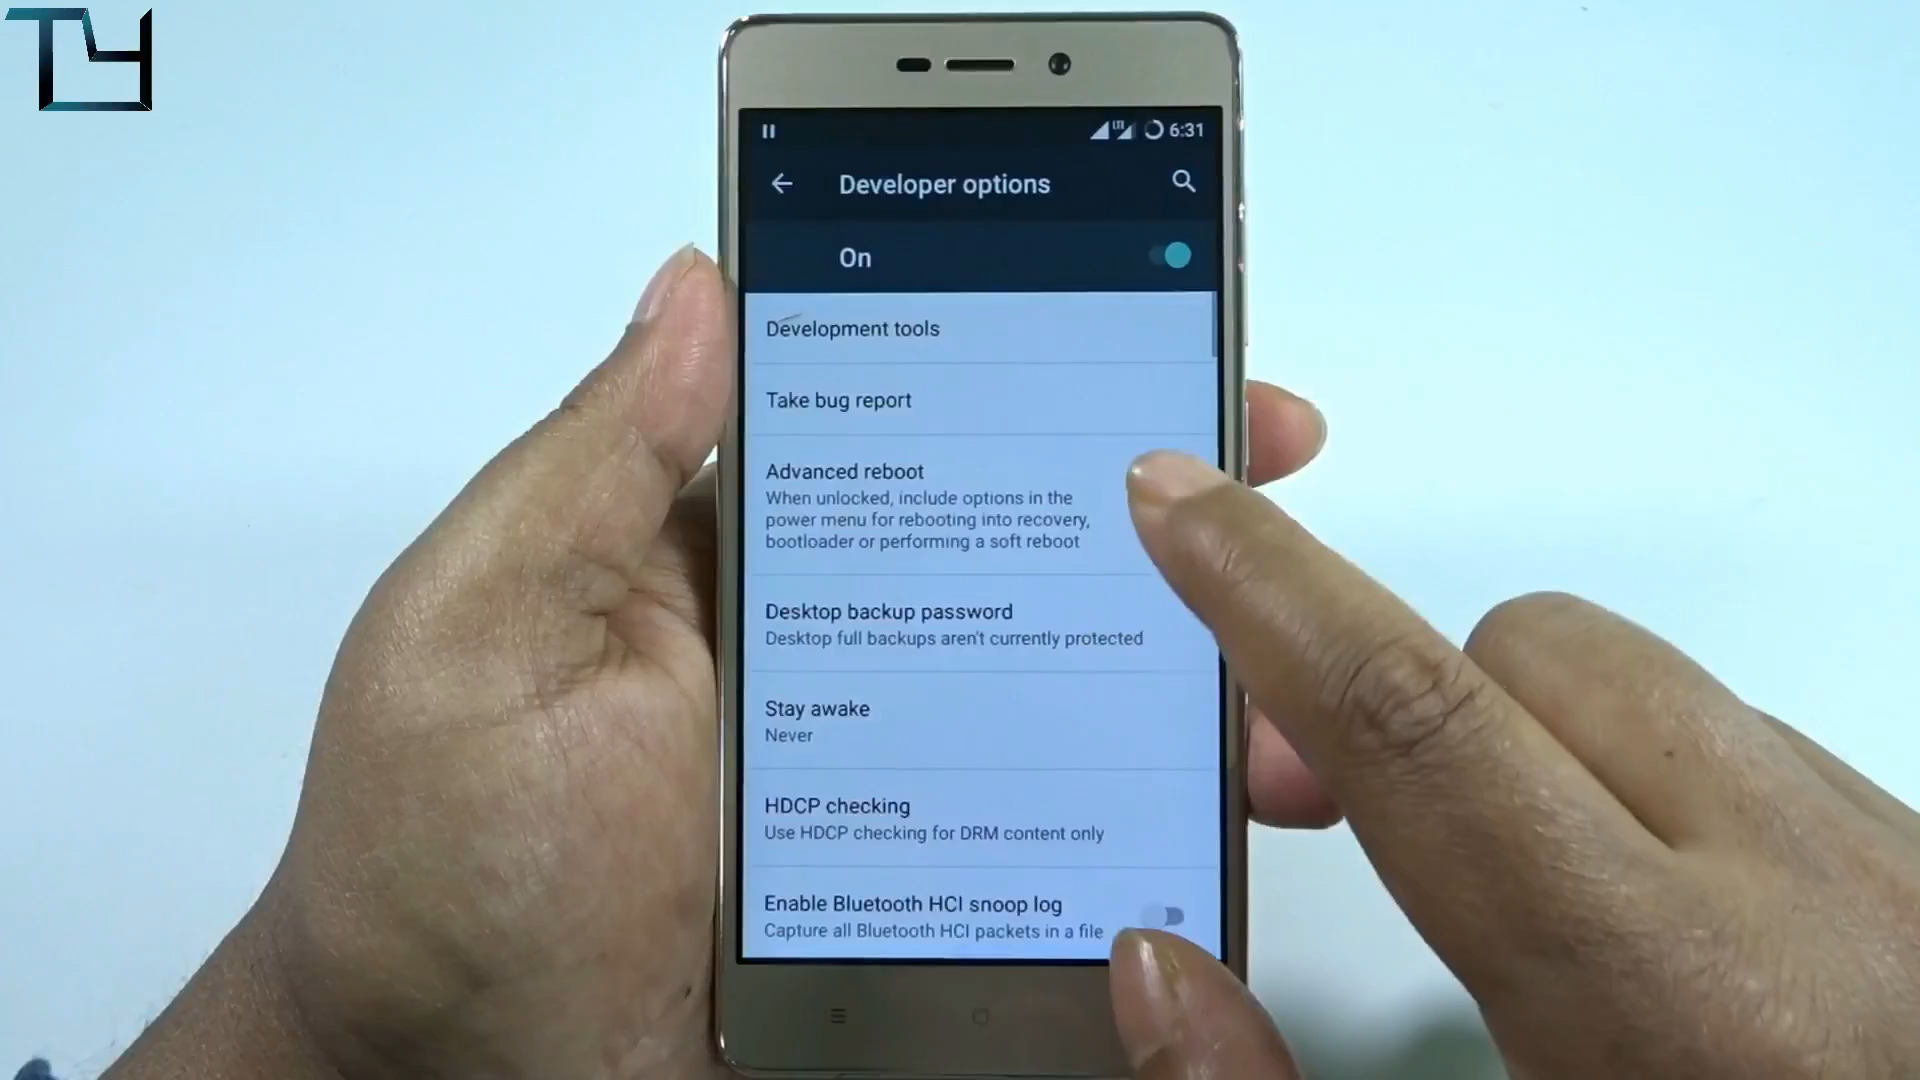 TY
LTE 6:31
Developer options
On
Development tools
Take bug report
Advanced reboot
When unlocked, include options in the
power menu for rebooting into recovery,
bootloader or performing a soft reboot
Desktop backup password
Desktop full backups aren't currently protected
Stay awake
Never
HDCP checking
Use HDCP checking for DRM content only
Enable Bluetooth HCI snoop log
Capture all Bluetooth HCI packets in a file